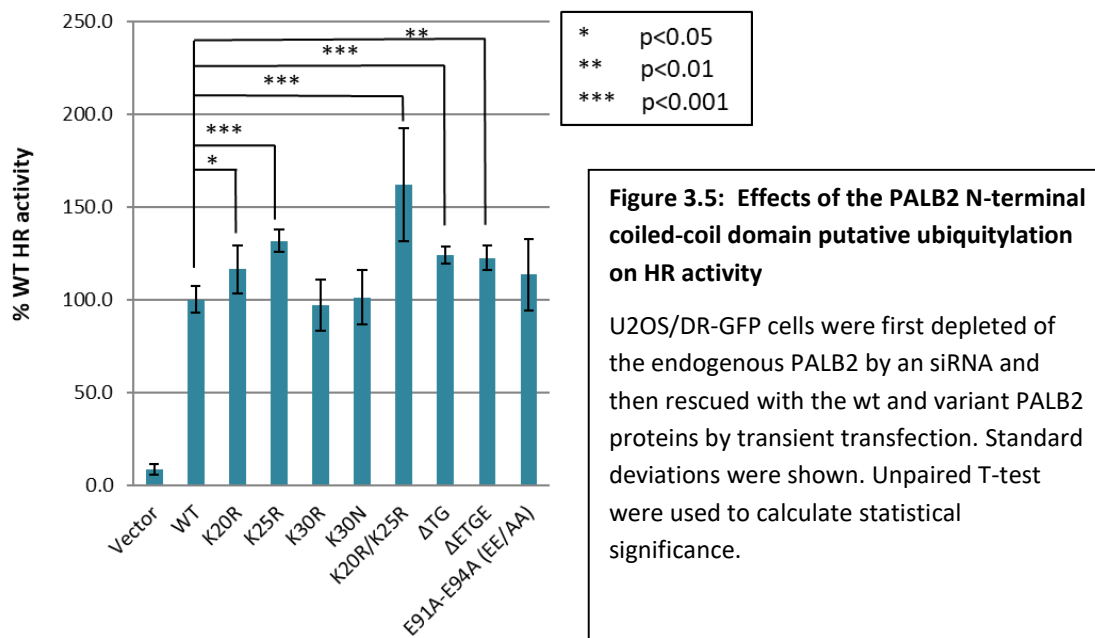 250.0
200.0
150.0
100.0
50.0
0.0
% WT HR activity
**
***
***
***
*
Vector
WT
K20R
K25R
K30R
K30N
K20R/K25R
ΔTG
ΔETGE
E91A-E94A (EE/AA)
* p<0.05
** p<0.01
*** p<0.001
Figure 3.5: Effects of the PALB2 N-terminal
coiled-coil domain putative ubiquitylation
on HR activity
U2OS/DR-GFP cells were first depleted of
the endogenous PALB2 by an siRNA and
then rescued with the wt and variant PALB2
proteins by transient transfection. Standard
deviations were shown. Unpaired T-test
were used to calculate statistical
significance.